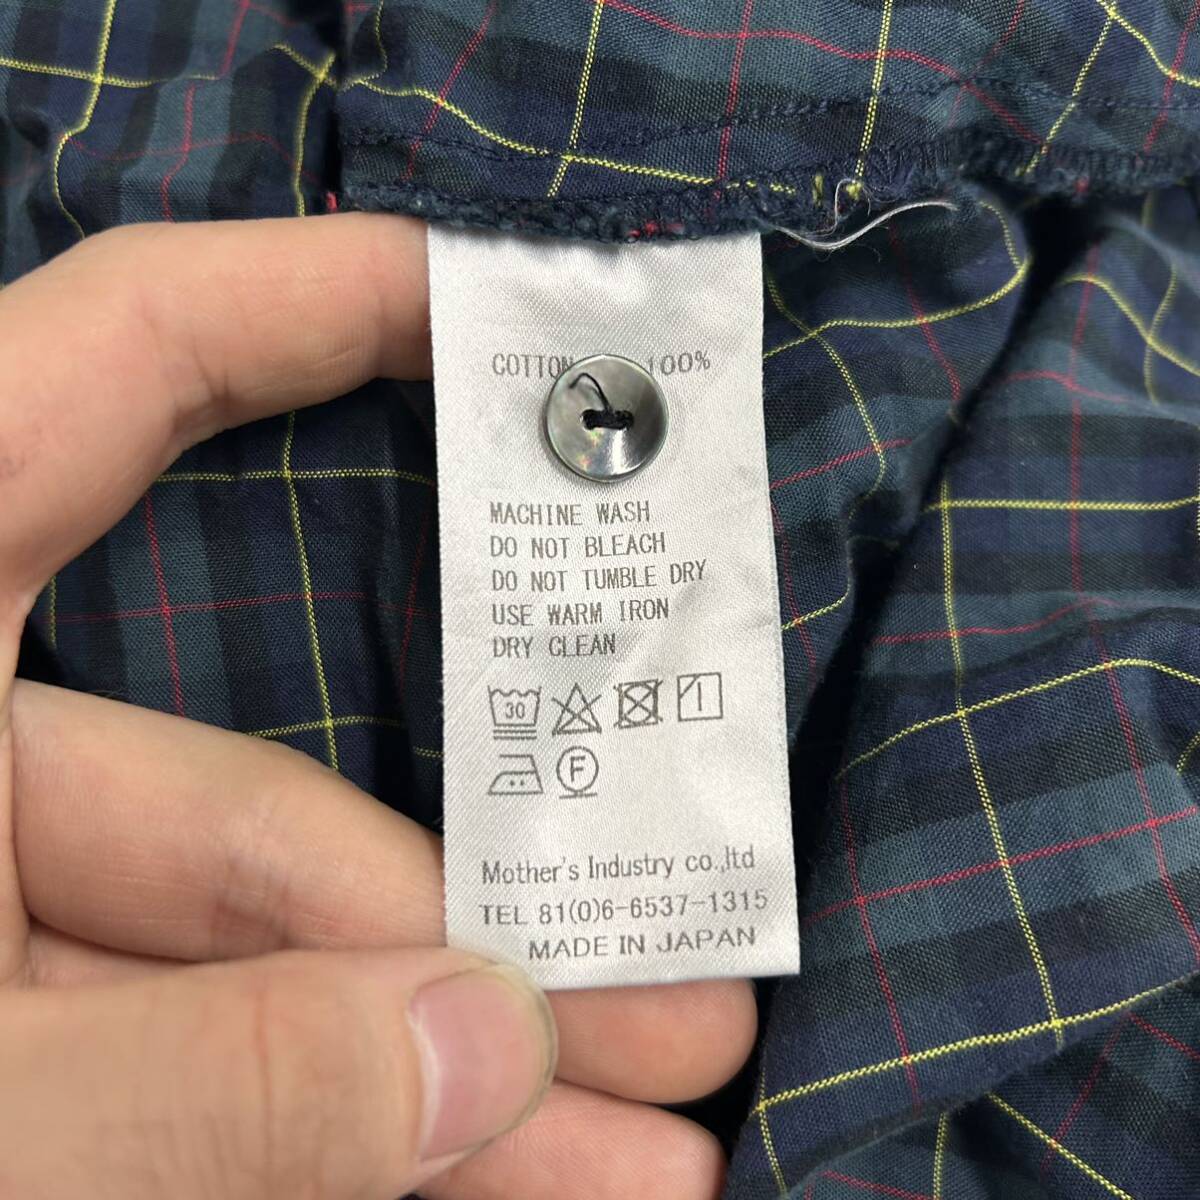 COTTON 100%
MACHINE WASH
DO NOT BLEACH
DO NOT TUMBLE DRY
USE WARM IRON
DRY CLEAN
30
F
Mother's Industry co.,ltd
TEL 81(0)6-6537-1315
MADE IN JAPAN